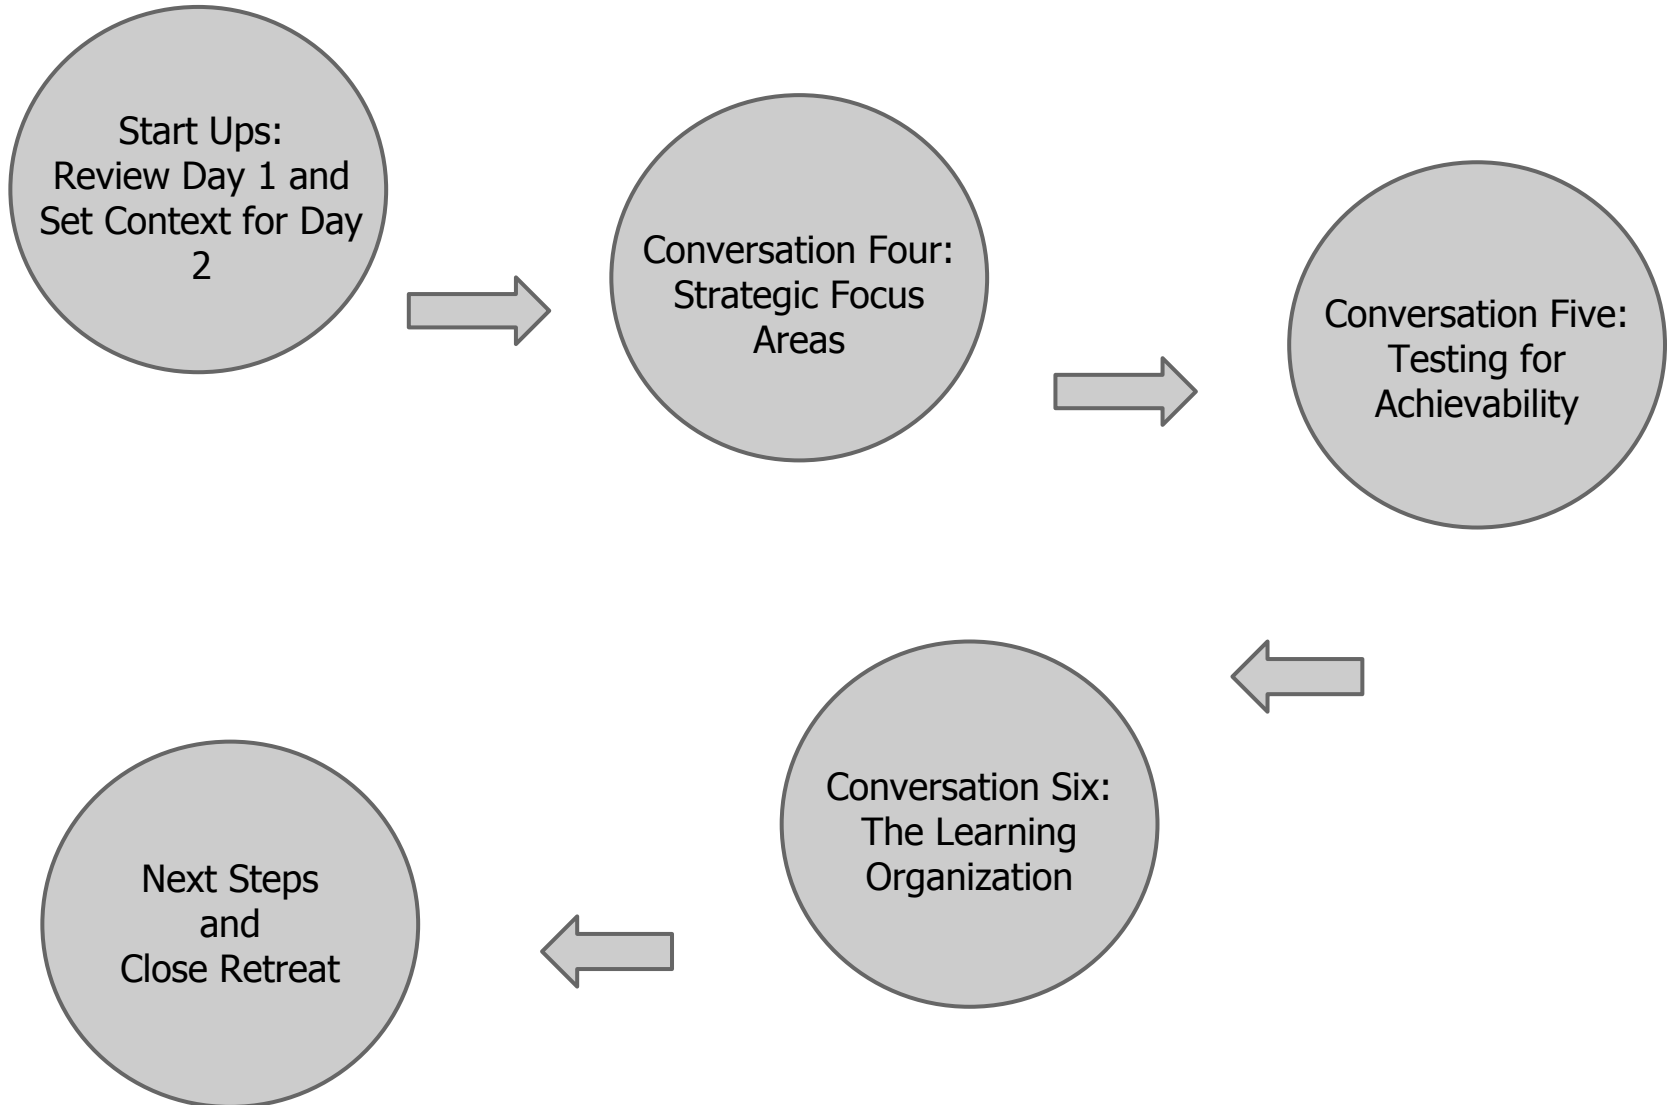 Start Ups:
Review Day 1 and
Set Context for Day
2
Conversation Four:
Strategic Focus
Areas
Conversation Five:
Testing for
Achievability
Conversation Six:
The Learning
Organization
Next Steps
and
Close Retreat